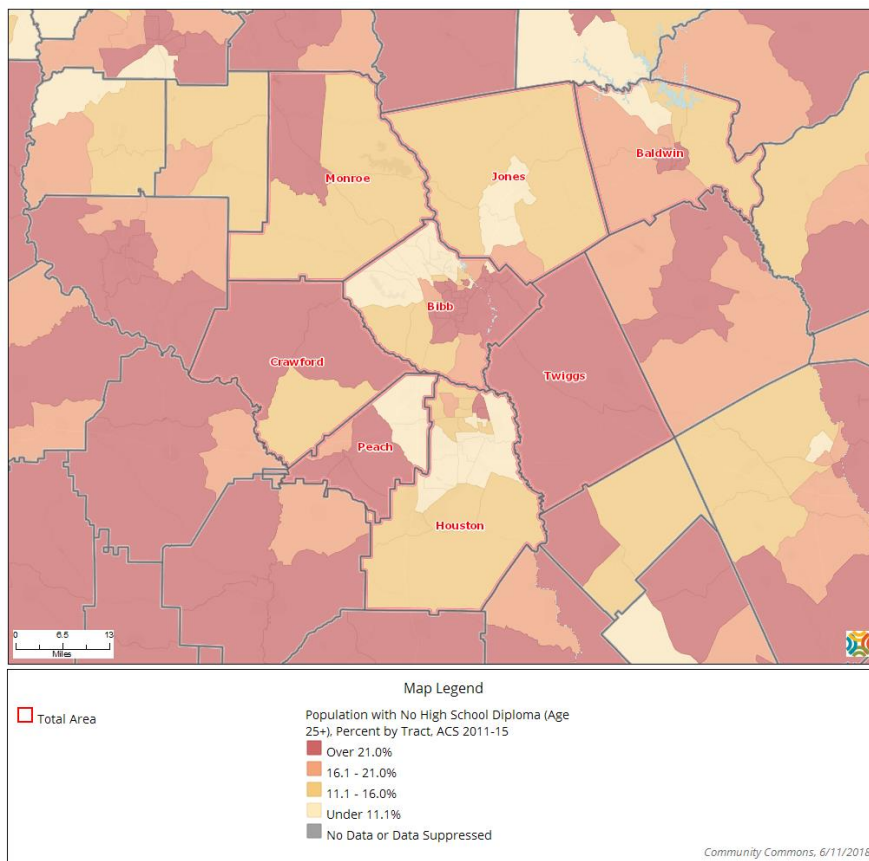 Monroe
Jones
Baldwin
Bibb
Crawford
Twiggs
Peach
Houston
0 6.5 13
Miles
Map Legend
Total Area
Population with No High School Diploma (Age
25+), Percent by Tract, ACS 2011-15
Over 21.0%
16.1 - 21.0%
11.1 - 16.0%
Under 11.1%
No Data or Data Suppressed
Community Commons, 6/11/2018